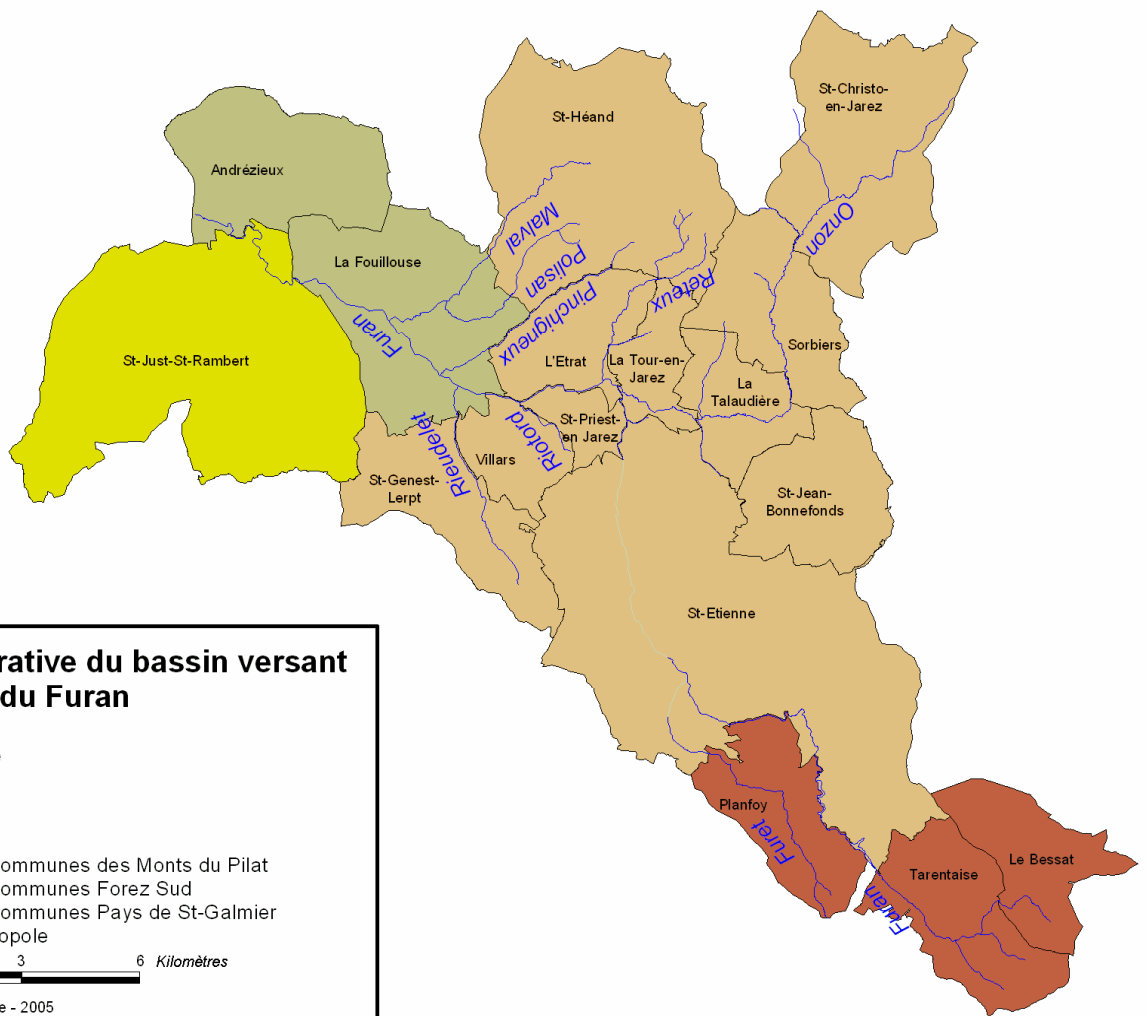 St-Christo-
en-Jarez
St-Héand
Andrézieux
Onzon
Malval
Polisan
La Fouillouse
Reteux
Pinchigneux
Furan
Sorbiers
St-Just-St-Rambert
L'Etrat
La Tour-en-
Jarez
La
Talaudière
St-Priest-
en Jarez
Riotord
Rieudelet
Villars
St-Genest-
Lerpt
St-Jean-
Bonnefonds
St-Etienne
rative du bassin versant
du Furan
Planfoy
Furet
Le Bessat
Tarentaise
Furan
ommunes des Monts du Pilat
ommunes Forez Sud
ommunes Pays de St-Galmier
opole
3 6 Kilomètres
e - 2005